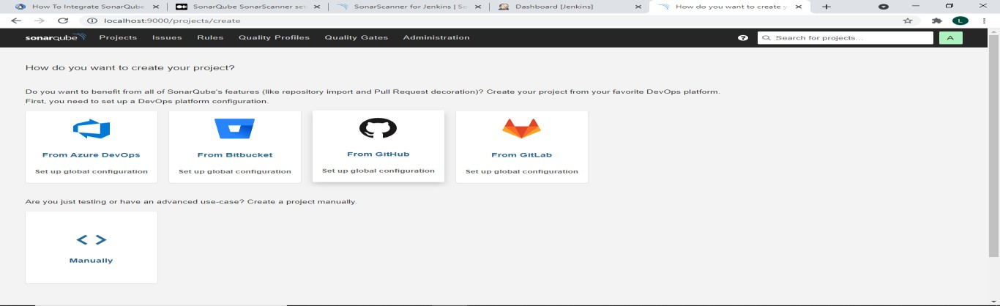 How To Integrate SonarQube
SonarQube SonarScanner set
SonarScanner for Jenkins | So
Dashboard [Jenkins]
How do you want to create y
localhost:9000/projects/create
L
sonarqube Projects Issues Rules Quality Profiles Quality Gates Administration
? Search for projects... A
How do you want to create your project?
Do you want to benefit from all of SonarQube's features (like repository import and Pull Request decoration)? Create your project from your favorite DevOps platform.
First, you need to set up a DevOps platform configuration.
From Azure DevOps
Set up global configuration
From Bitbucket
Set up global configuration
From GitHub
Set up global configuration
From GitLab
Set up global configuration
Are you just testing or have an advanced use-case? Create a project manually.
Manually